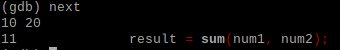 (gdb) next
10 20
11 result = sum(num1, num2);